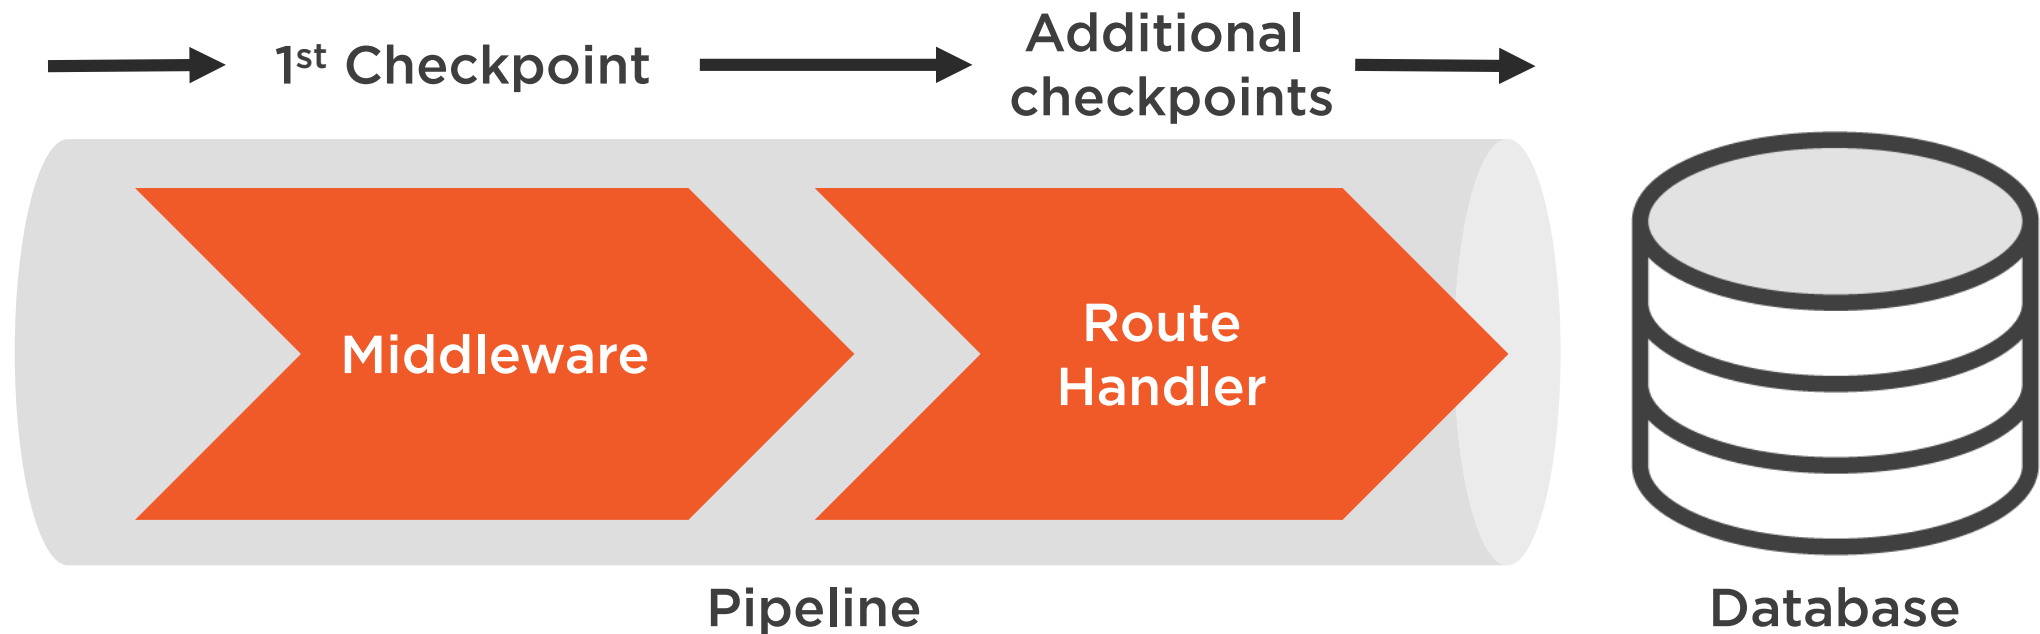 1st Checkpoint
Additional
checkpoints
Middleware
Route
Handler
Pipeline
Database